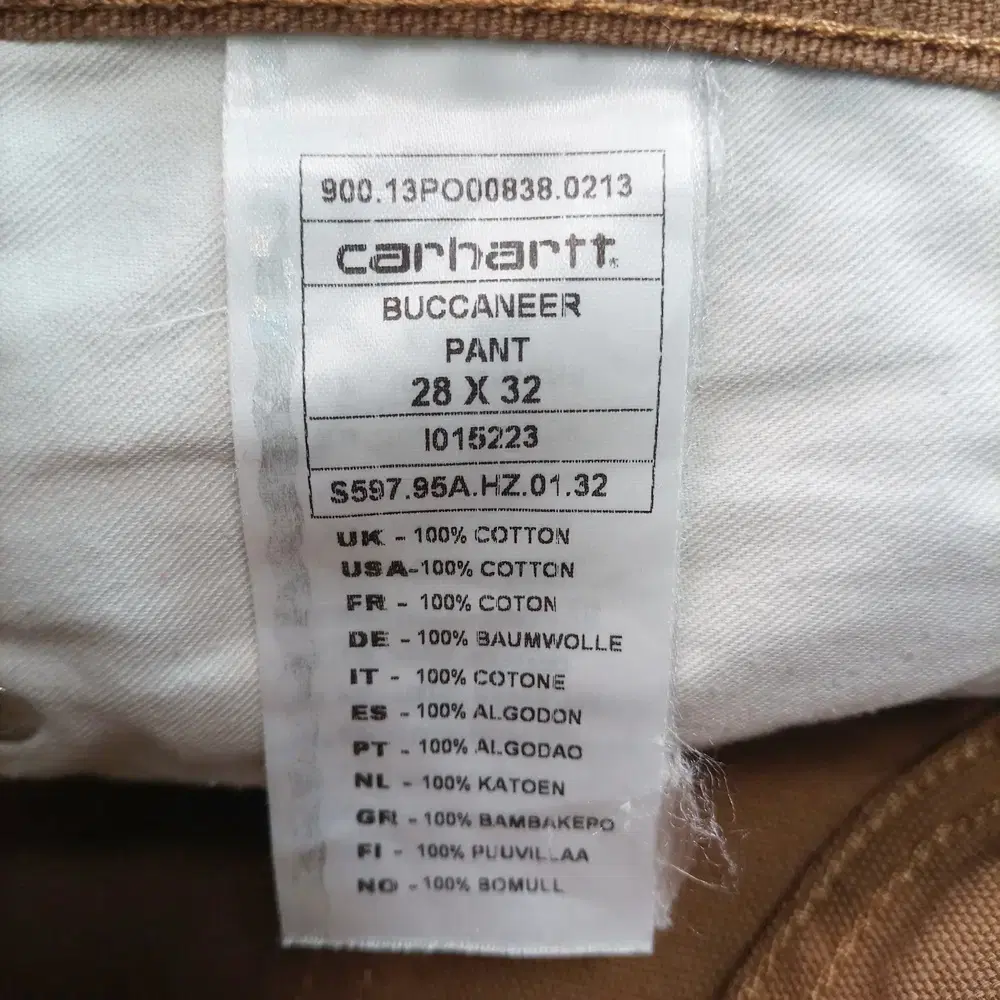 900.13PO00838.0213
carhartt
BUCCANEER
PANT
28 X 32
I015223
S597.95A.HZ.01.32
UK - 100% COTTON
USA-100% COTTON
FR - 100% COTON
DE - 100% BAUMWOLLE
IT - 100% COTONE
ES - 100% ALGODON
PT - 100% ALGODAO
NL - 100% KATOEN
GR - 100% BAMBAKEPO
FI - 100% PUUVILLAA
NO - 100% BOMULL